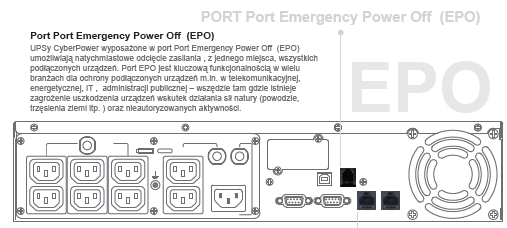 PORT Port Emergency Power Off (EPO)
Port Port Emergency Power Off (EPO)
UPSy CyberPower wyposażone w port Port Emergency Power Off (EPO)
umożliwiają natychmiastowe odcięcie zasilania , z jednego miejsca, wszystkich
podłączonych urządzeń. Port EPO jest kluczową funkcjonalnością w wielu
branżach dla ochrony podłączonych urządzeń m.in. w telekomunikacyjnej,
energetycznej, IT , administracji publicznej – wszędzie tam gdzie istnieje
zagrożenie uszkodzenia urządzeń wskutek działania sił natury (powodzie,
trzęsienia ziemi itp. ) oraz nieautoryzowanych aktywności.
EPO